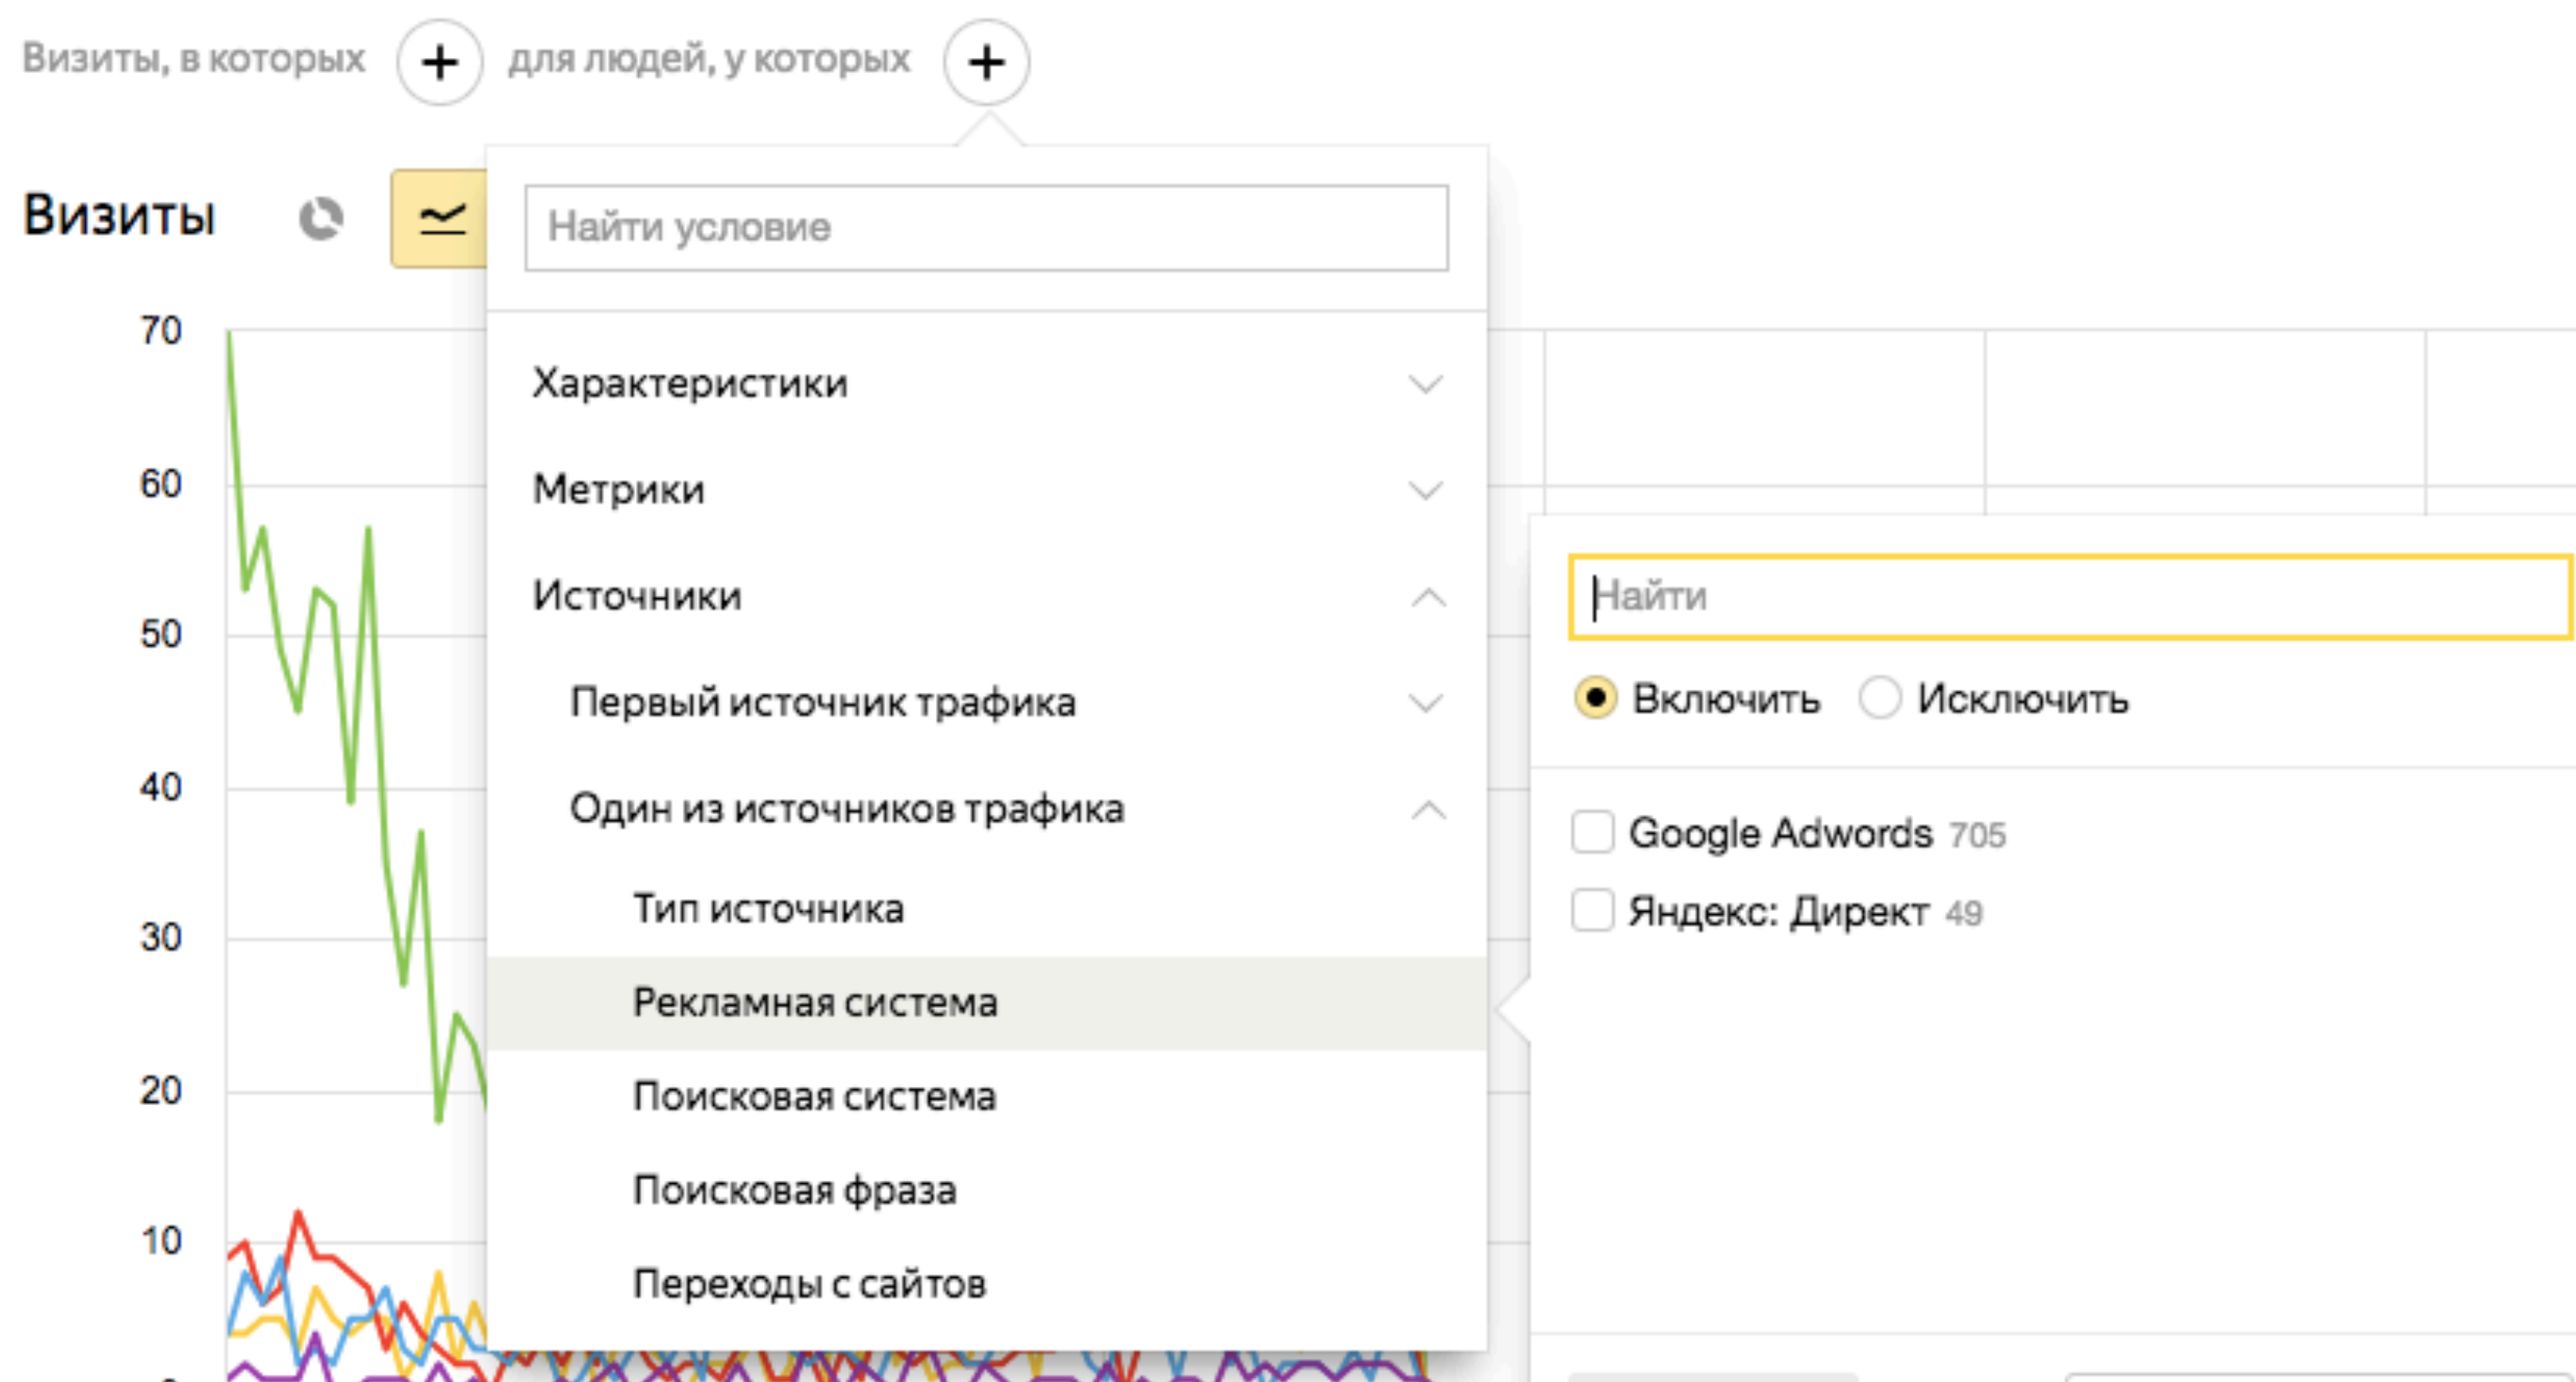 Визиты, в которых + для людей, у которых +
Визиты
Найти условие
Характеристики
Метрики
Источники
Первый источник трафика
Один из источников трафика
Тип источника
Рекламная система
Поисковая система
Поисковая фраза
Переходы с сайтов
Найти
Включить Исключить
Google Adwords 705
Яндекс: Директ 49
70
60
50
40
30
20
10